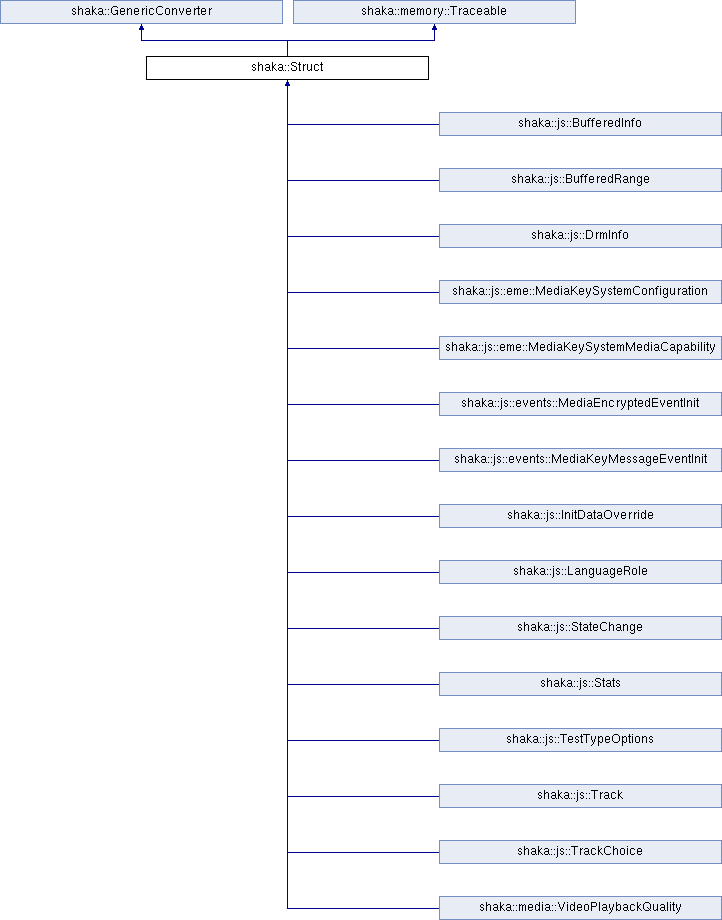 shaka::GenericConverter
shaka::memory::Traceable
shaka::Struct
shaka::js::BufferedInfo
shaka::js::BufferedRange
shaka::js::DrmInfo
shaka::js::eme::MediaKeySystemConfiguration
shaka::js::eme::MediaKeySystemMediaCapability
shaka::js::events::MediaEncryptedEventInit
shaka::js::events::MediaKeyMessageEventInit
shaka::js::InitDataOverride
shaka::js::LanguageRole
shaka::js::StateChange
shaka::js::Stats
shaka::js::TestTypeOptions
shaka::js::Track
shaka::js::TrackChoice
shaka::media::VideoPlaybackQuality